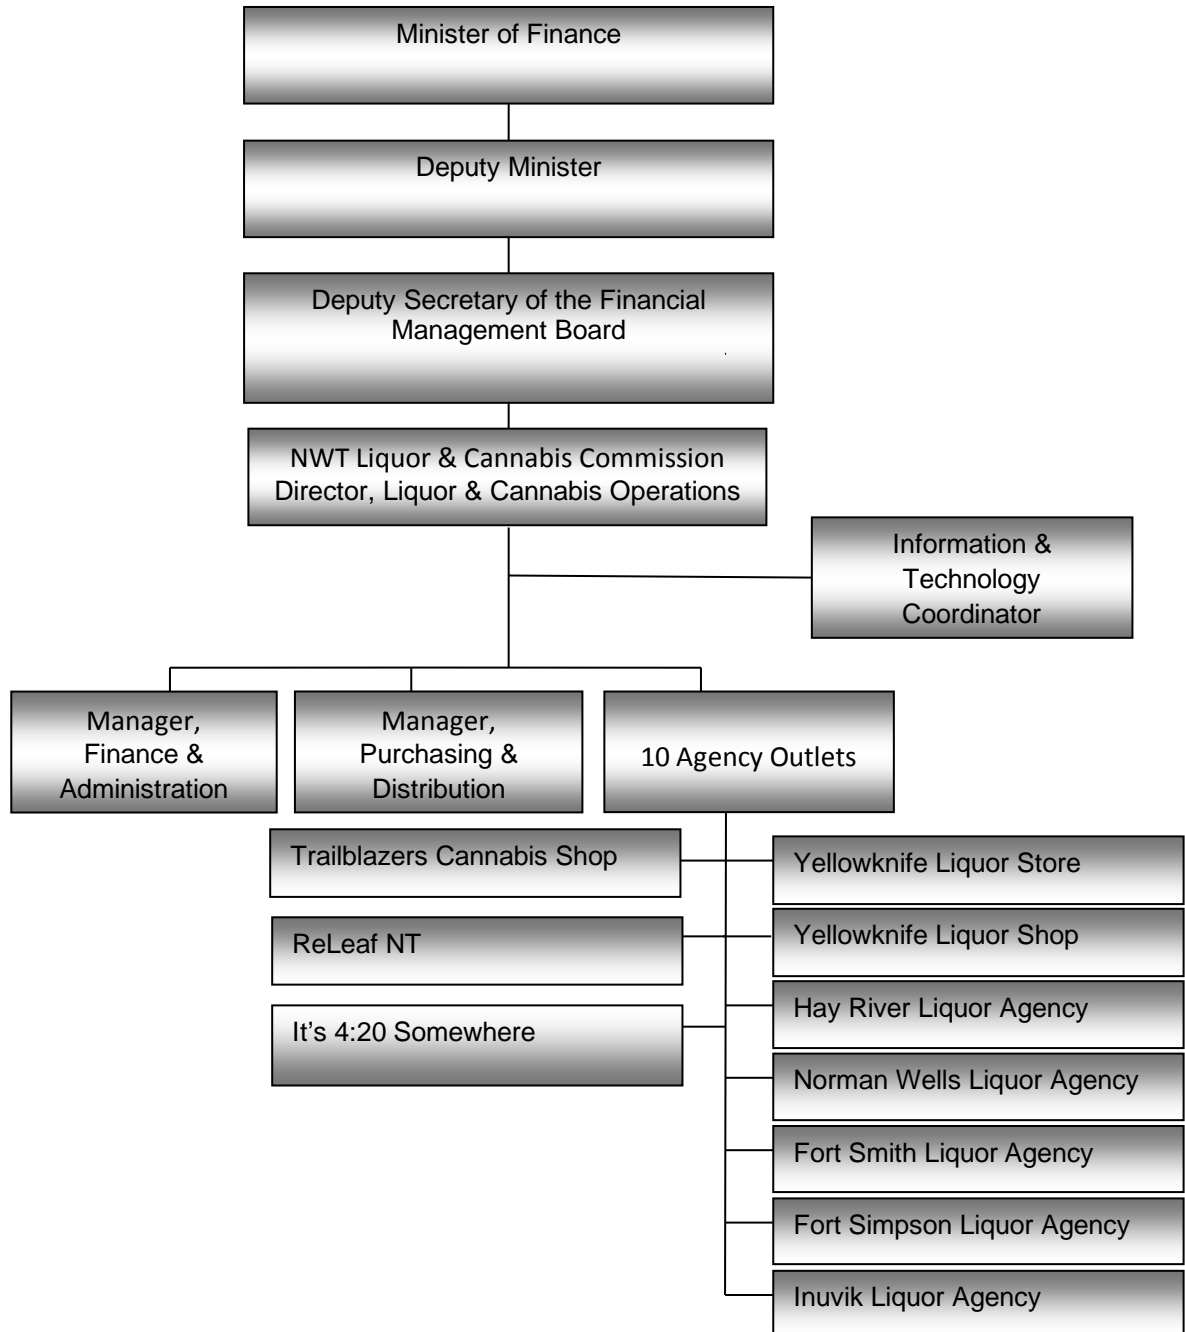 Minister of Finance
Deputy Minister
Deputy Secretary of the Financial
Management Board
NWT Liquor & Cannabis Commission
Director, Liquor & Cannabis Operations
Information &
Technology
Coordinator
Manager,
Finance &
Administration
Manager,
Purchasing &
Distribution
10 Agency Outlets
Trailblazers Cannabis Shop
ReLeaf NT
It's 4:20 Somewhere
Yellowknife Liquor Store
Yellowknife Liquor Shop
Hay River Liquor Agency
Norman Wells Liquor Agency
Fort Smith Liquor Agency
Fort Simpson Liquor Agency
Inuvik Liquor Agency